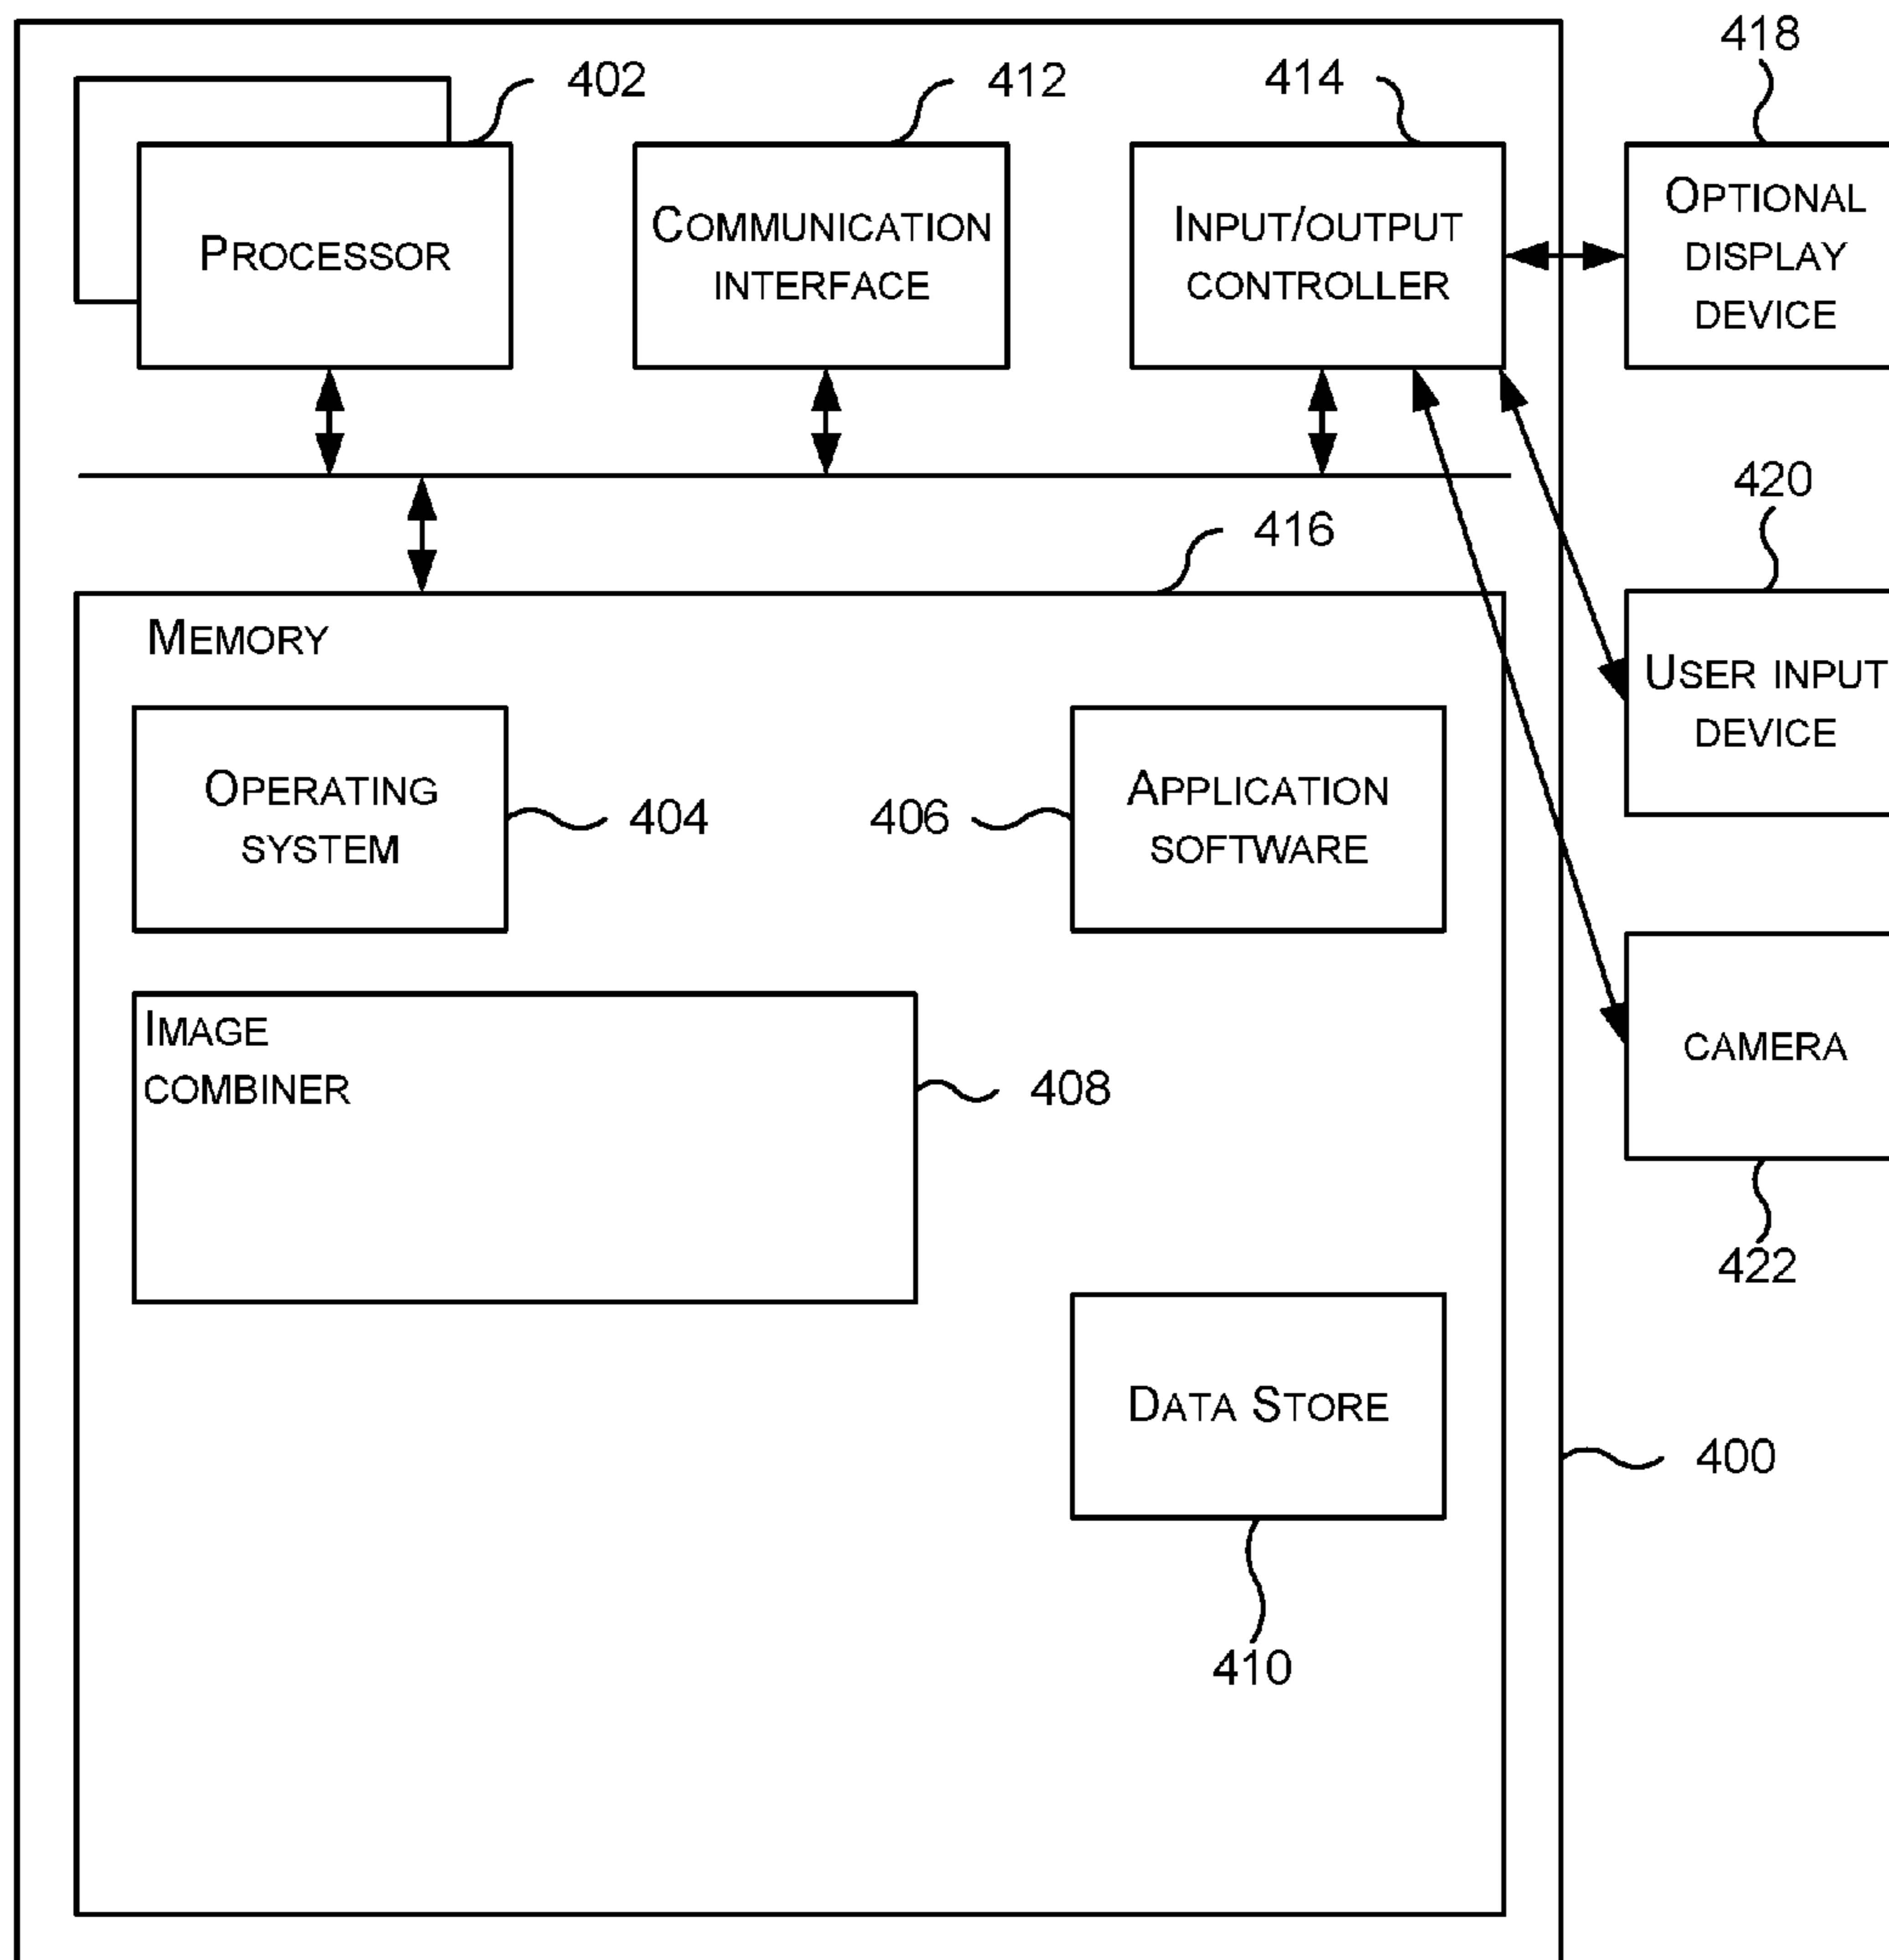 418
402
412
414
PROCESSOR
COMMUNICATION
INTERFACE
INPUT/OUTPUT
CONTROLLER
OPTIONAL
DISPLAY
DEVICE
420
416
MEMORY
USER INPUT
DEVICE
OPERATING
SYSTEM
404
406
APPLICATION
SOFTWARE
IMAGE
COMBINER
408
CAMERA
422
DATA STORE
400
410